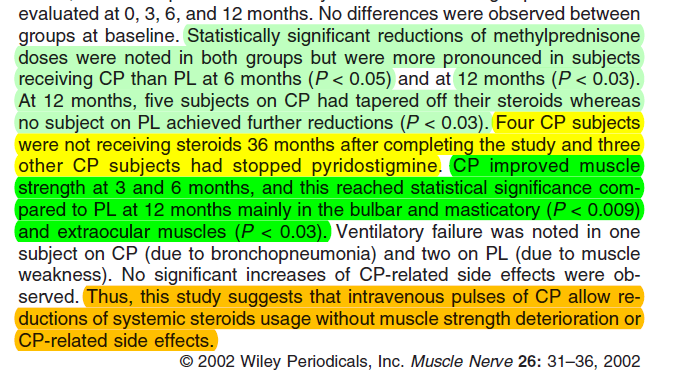 evaluated at 0, 3, 6, and 12 months. No differences were observed between
groups at baseline. Statistically significant reductions of methylprednisone
doses were noted in both groups but were more pronounced in subjects
receiving CP than PL at 6 months (P < 0.05) and at 12 months (P < 0.03).
At 12 months, five subjects on CP had tapered off their steroids whereas
no subject on PL achieved further reductions (P < 0.03). Four CP subjects
were not receiving steroids 36 months after completing the study and three
other CP subjects had stopped pyridostigmine. CP improved muscle
strength at 3 and 6 months, and this reached statistical significance com-
pared to PL at 12 months mainly in the bulbar and masticatory (P < 0.009)
and extraocular muscles (P < 0.03). Ventilatory failure was noted in one
subject on CP (due to bronchopneumonia) and two on PL (due to muscle
weakness). No significant increases of CP-related side effects were ob-
served. Thus, this study suggests that intravenous pulses of CP allow re-
ductions of systemic steroids usage without muscle strength deterioration or
CP-related side effects.
© 2002 Wiley Periodicals, Inc. Muscle Nerve 26: 31–36, 2002